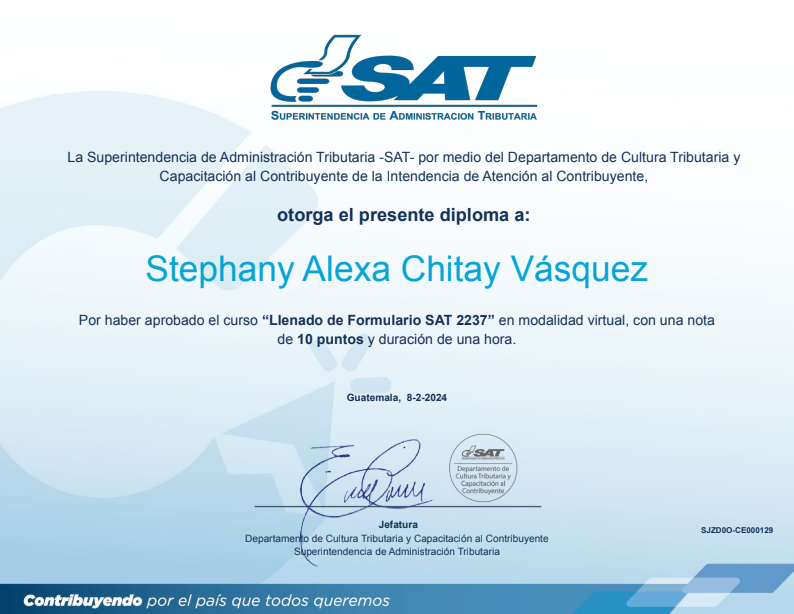 SAT
SUPERINTENDENCIA DE ADMINISTRACION TRIBUTARIA
La Superintendencia de Administración Tributaria -SAT- por medio del Departamento de Cultura Tributaria y
Capacitación al Contribuyente de la Intendencia de Atención al Contribuyente,
otorga el presente diploma a:
Stephany Alexa Chitay Vásquez
Por haber aprobado el curso “Llenado de Formulario SAT 2237” en modalidad virtual, con una nota
de 10 puntos y duración de una hora.
Guatemala, 8-2-2024
SAT
Departamento de
Cultura Tributaria y
Capacitación al
Contribuyente
Jefatura
Departamento de Cultura Tributaria y Capacitación al Contribuyente
Superintendencia de Administración Tributaria
SJZD0O-CE000129
Contribuyendo por el país que todos queremos